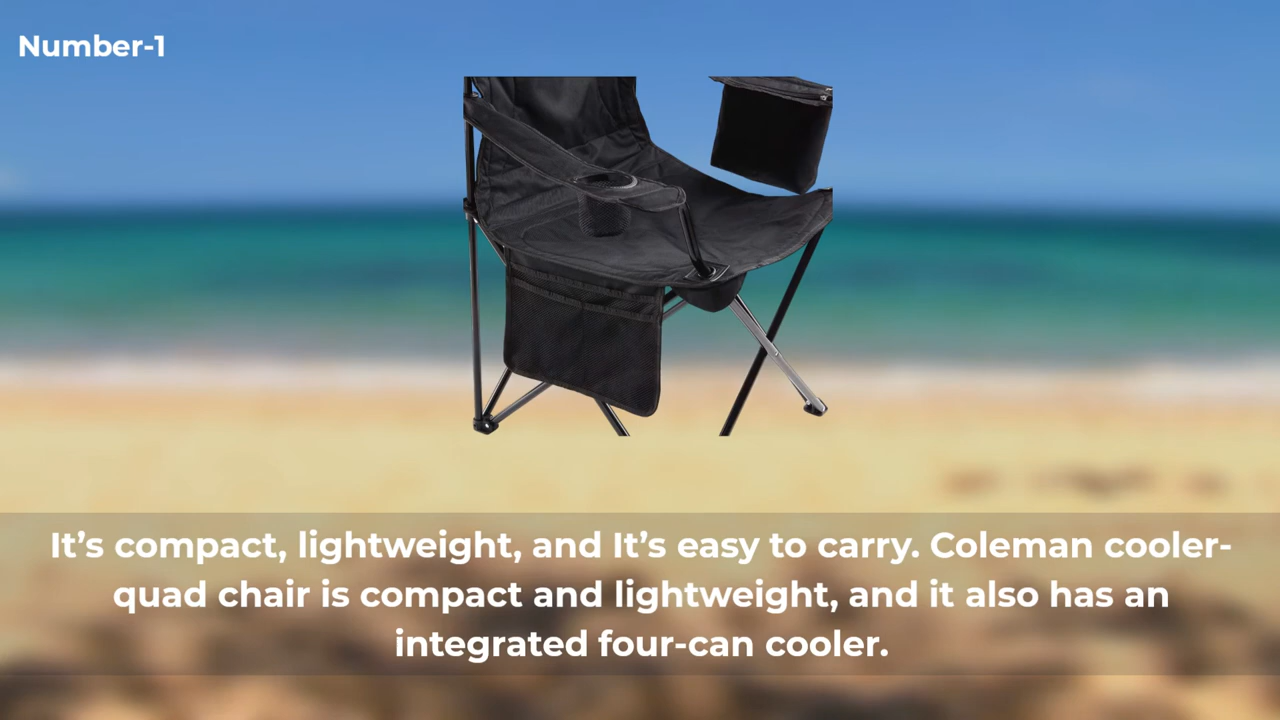 Number-1
It’s compact, lightweight, and It’s easy to carry. Coleman cooler-
quad chair is compact and lightweight, and it also has an
integrated four-can cooler.